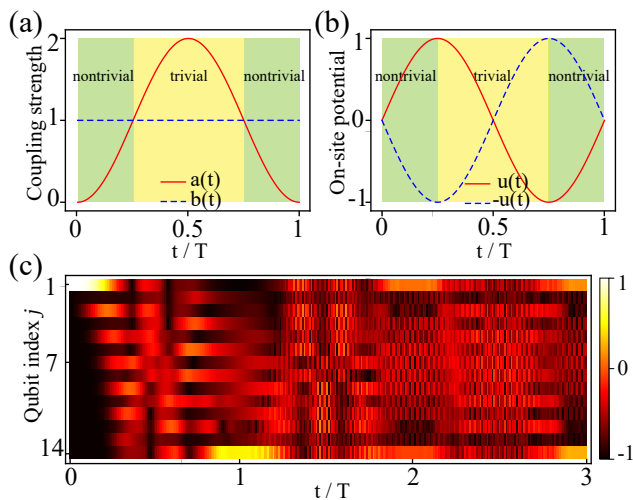 (a)
Coupling strength
2
1
0
nontrivial
trivial
nontrivial
a(t)
b(t)
0
0.5
1
t / T
(b)
On-site potential
1
0
-1
nontrivial
trivial
nontrivial
u(t)
-u(t)
0
0.5
1
t / T
(c)
Qubit index j
1
7
14
0
1
2
3
t / T
1
0
-1